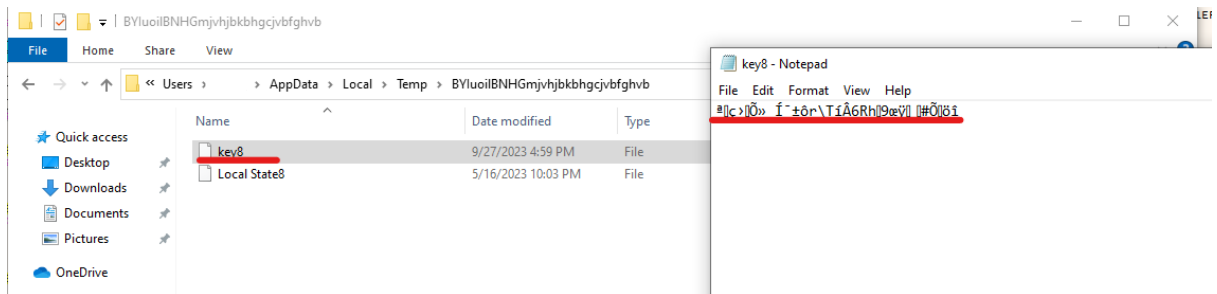 BYIuoilBNHGmjvhjbkbhgcjvbfghvb
File Home Share View
« Users › › AppData › Local › Temp › BYIuoilBNHGmjvhjbkbhgcjvbfghvb
Name Date modified Type
Quick access
Desktop
Downloads
Documents
Pictures
OneDrive
key8 9/27/2023 4:59 PM File
Local State8 5/16/2023 10:03 PM File
key8 - Notepad
File Edit Format View Help